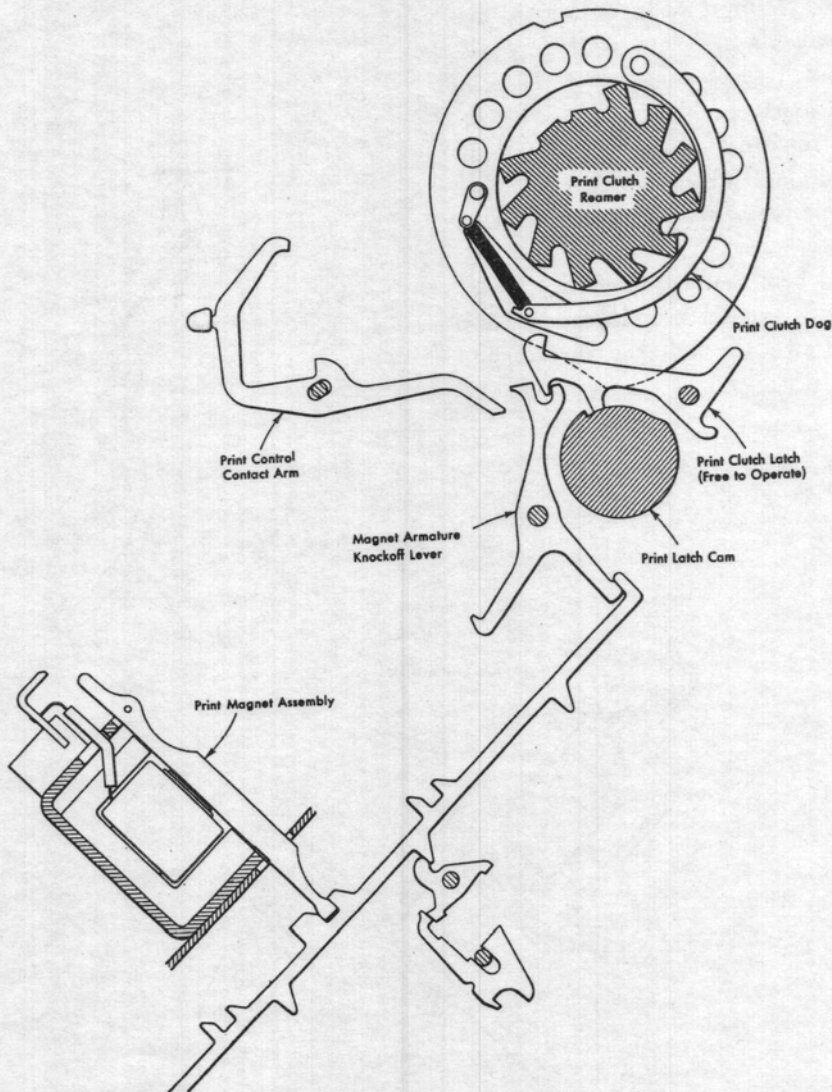 Print Clutch
Reamer
Print Clutch Dog
Print Control
Contact Arm
Print Clutch Latch
(Free to Operate)
Magnet Armature
Knockoff Lever
Print Latch Cam
Print Magnet Assembly